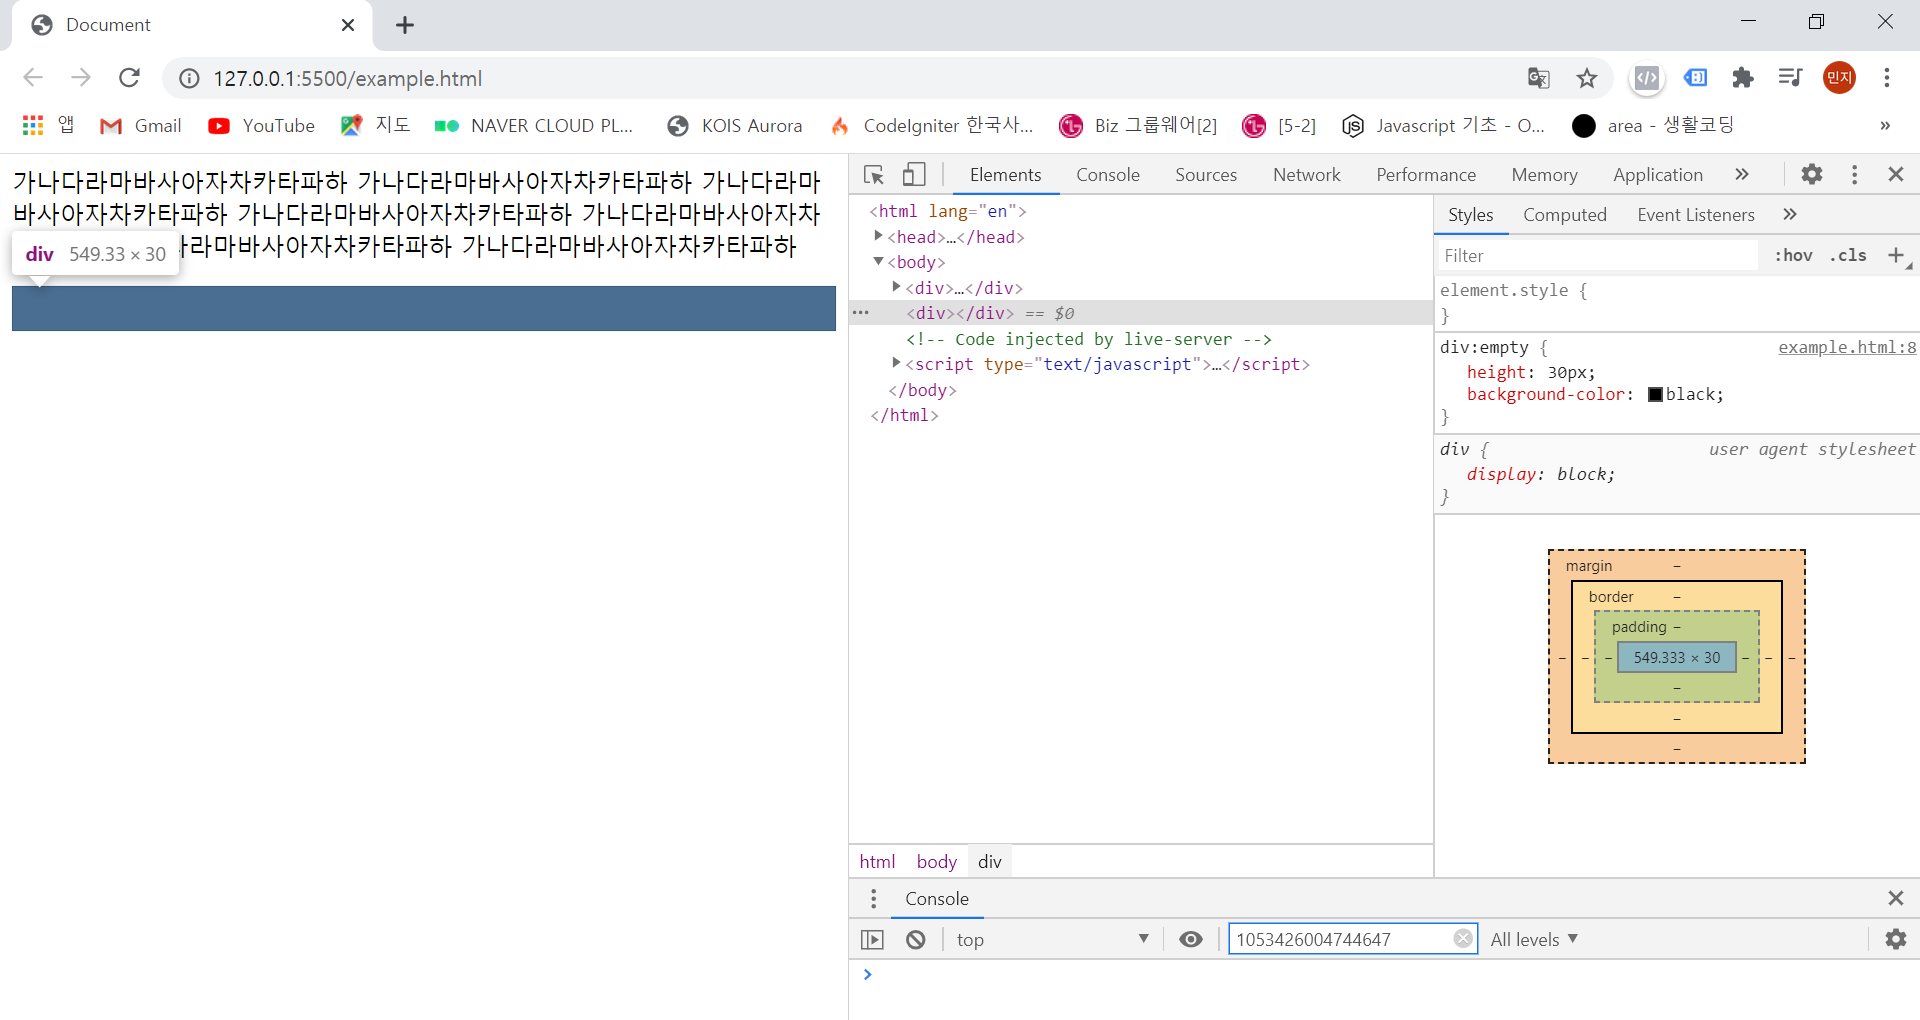 Document
127.0.0.1:5500/example.html
민지
앱
Gmail
YouTube
지도
NAVER CLOUD PL...
KOIS Aurora
CodeIgniter 한국사...
Biz 그룹웨어[2]
[5-2]
Javascript 기초 - O...
area - 생활코딩
»
가나다라마바사아자차카타파하 가나다라마바사아자차카타파하 가나다라마
바사아자차카타파하 가나다라마바사아자차카타파하 가나다라마바사아자차
라마바사아자차카타파하 가나다라마바사아자차카타파하
div 549.33 × 30
Elements Console Sources Network Performance Memory Application »
<html lang="en">
<head>…</head>
<body>
<div>…</div>
<div></div> == $0
<!-- Code injected by live-server -->
<script type="text/javascript">…</script>
</body>
</html>
html body div
Styles Computed Event Listeners »
Filter :hov .cls +
element.style {
}
div:empty { example.html:8
height: 30px;
background-color: black;
}
div { user agent stylesheet
display: block;
}
margin –
border –
padding –
– – – 549.333 × 30 – – –
–
–
–
Console
top
1053426004744647
All levels
>